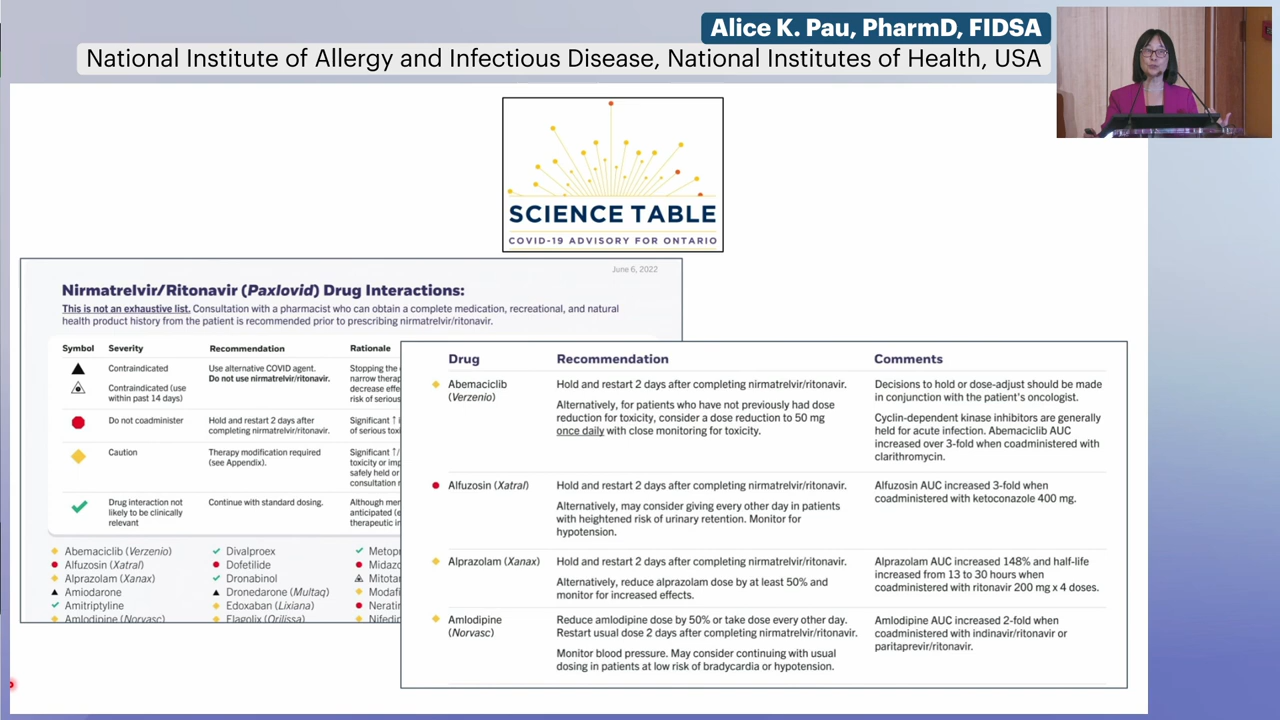 Alice K. Pau, PharmD, FIDSA
National Institute of Allergy and Infectious Disease, National Institutes of Health, USA
SCIENCE TABLE
COVID-19 ADVISORY FOR ONTARIO
June 6, 2022
Nirmatrelvir/Ritonavir (Paxlovid) Drug Interactions:
This is not an exhaustive list. Consultation with a pharmacist who can obtain a complete medication, recreational, and natural
health product history from the patient is recommended prior to prescribing nirmatrelvir/ritonavir.
Symbol Severity Recommendation Rationale
Contraindicated Use alternative COVID agent. Stopping the
Do not use nirmatrelvir/ritonavir. narrow therap
Contraindicated (use decrease effe
within past 14 days) risk of serious
Do not coadminister Hold and restart 2 days after Significant ↑ i
completing nirmatrelvir/ritonavir. of serious tox
Caution Therapy modification required Significant ↑/
(see Appendix). toxicity or imp
safely held or
consultation r
Drug interaction not Continue with standard dosing. Although mer
likely to be clinically anticipated (e
relevant therapeutic in
Abemaciclib (Verzenio) Divalproex Metopr
Alfuzosin (Xatral) Dofetilide Midazo
Alprazolam (Xanax) Dronabinol Mitotan
Amiodarone Dronedarone (Multaq) Modafi
Amitriptyline Edoxaban (Lixiana) Neratin
Amlodipine (Norvasc) Elagolix (Orilissa) Nifedip
Drug Recommendation Comments
Abemaciclib Hold and restart 2 days after completing nirmatrelvir/ritonavir. Decisions to hold or dose-adjust should be made
(Verzenio) in conjunction with the patient's oncologist.
Alternatively, for patients who have not previously had dose
reduction for toxicity, consider a dose reduction to 50 mg Cyclin-dependent kinase inhibitors are generally
once daily with close monitoring for toxicity. held for acute infection. Abemaciclib AUC
increased over 3-fold when coadministered with
clarithromycin.
Alfuzosin (Xatral) Hold and restart 2 days after completing nirmatrelvir/ritonavir. Alfuzosin AUC increased 3-fold when
coadministered with ketoconazole 400 mg.
Alternatively, may consider giving every other day in patients
with heightened risk of urinary retention. Monitor for
hypotension.
Alprazolam (Xanax) Hold and restart 2 days after completing nirmatrelvir/ritonavir. Alprazolam AUC increased 148% and half-life
increased from 13 to 30 hours when
Alternatively, reduce alprazolam dose by at least 50% and coadministered with ritonavir 200 mg x 4 doses.
monitor for increased effects.
Amlodipine Reduce amlodipine dose by 50% or take dose every other day. Amlodipine AUC increased 2-fold when
(Norvasc) Restart usual dose 2 days after completing nirmatrelvir/ritonavir. coadministered with indinavir/ritonavir or
paritaprevir/ritonavir.
Monitor blood pressure. May consider continuing with usual
dosing in patients at low risk of bradycardia or hypotension.